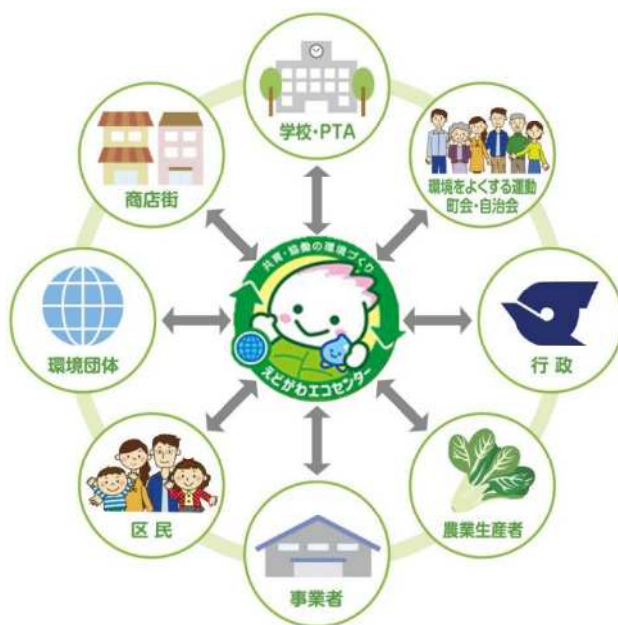 学校・PTA
商店街
環境をよくする運動
町会・自治会
共育・協働の環境づくり
えどがわエコセンター
環境団体
行政
区民
農業生産者
事業者